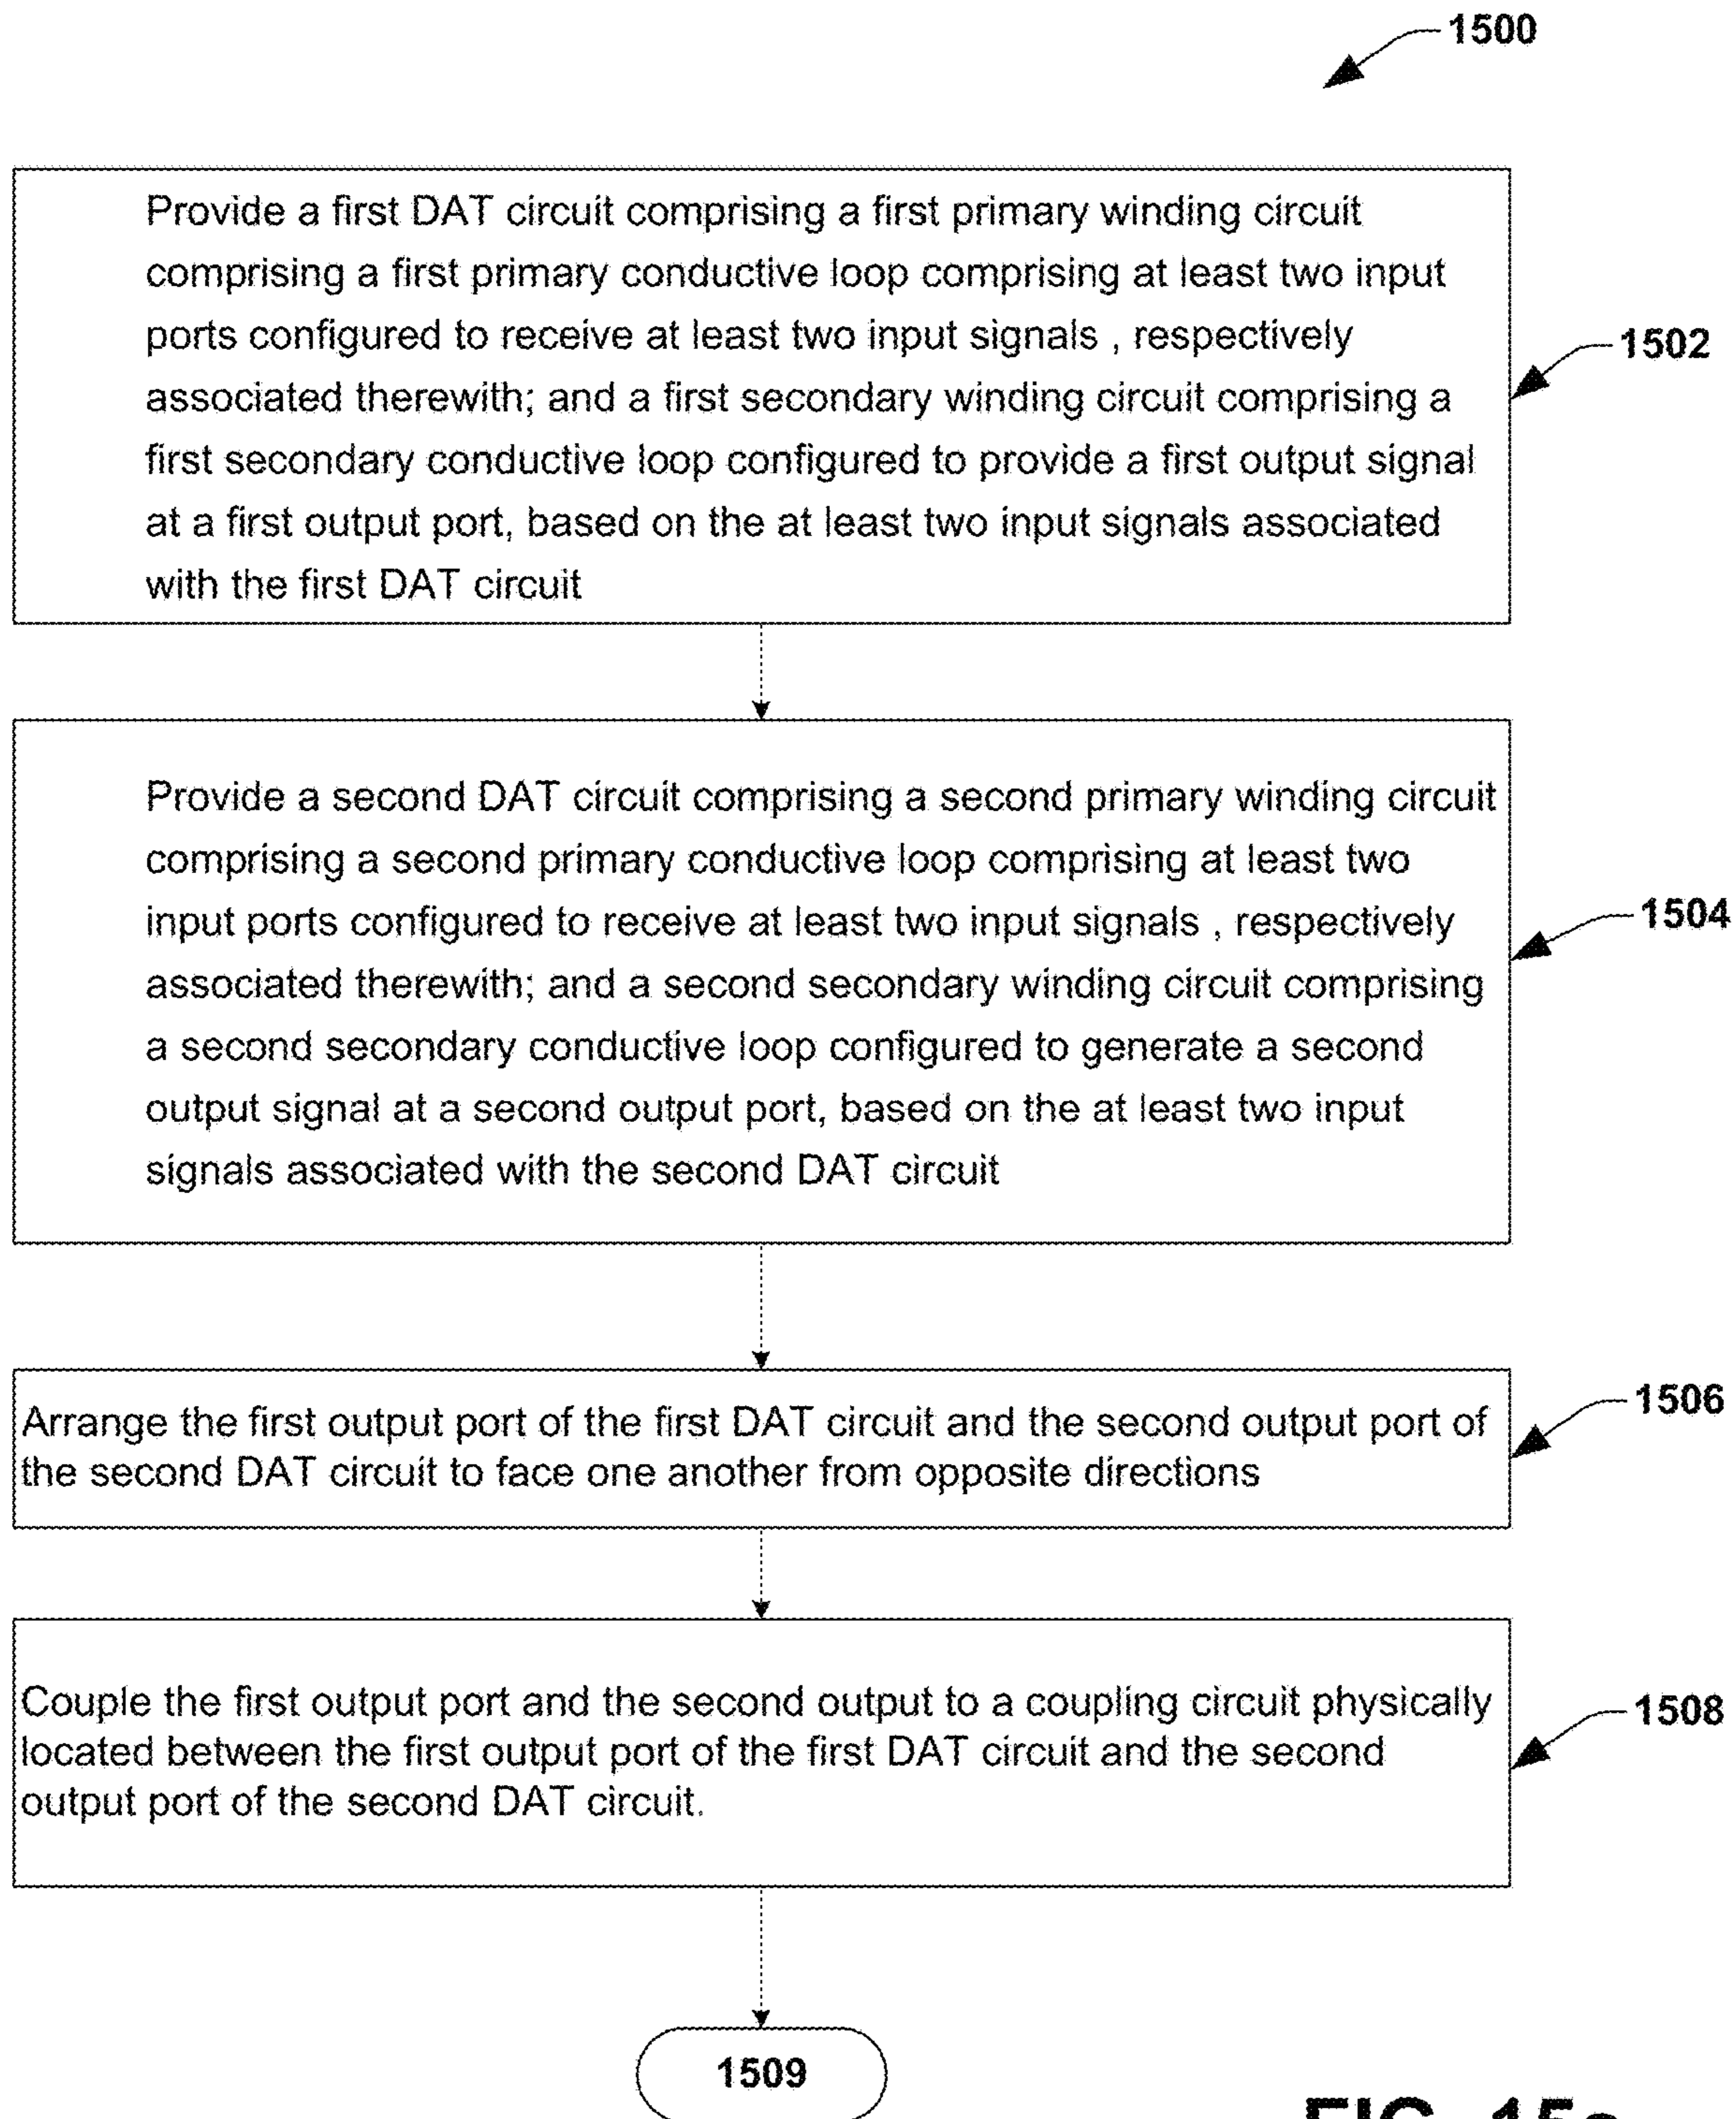 1500
Provide a first DAT circuit comprising a first primary winding circuit
comprising a first primary conductive loop comprising at least two input
ports configured to receive at least two input signals , respectively
associated therewith; and a first secondary winding circuit comprising a
first secondary conductive loop configured to provide a first output signal
at a first output port, based on the at least two input signals associated
with the first DAT circuit
1502
Provide a second DAT circuit comprising a second primary winding circuit
comprising a second primary conductive loop comprising at least two
input ports configured to receive at least two input signals , respectively
associated therewith; and a second secondary winding circuit comprising
a second secondary conductive loop configured to generate a second
output signal at a second output port, based on the at least two input
signals associated with the second DAT circuit
1504
Arrange the first output port of the first DAT circuit and the second output port of
the second DAT circuit to face one another from opposite directions
1506
Couple the first output port and the second output to a coupling circuit physically
located between the first output port of the first DAT circuit and the second
output port of the second DAT circuit.
1508
1509
FIG. 15a